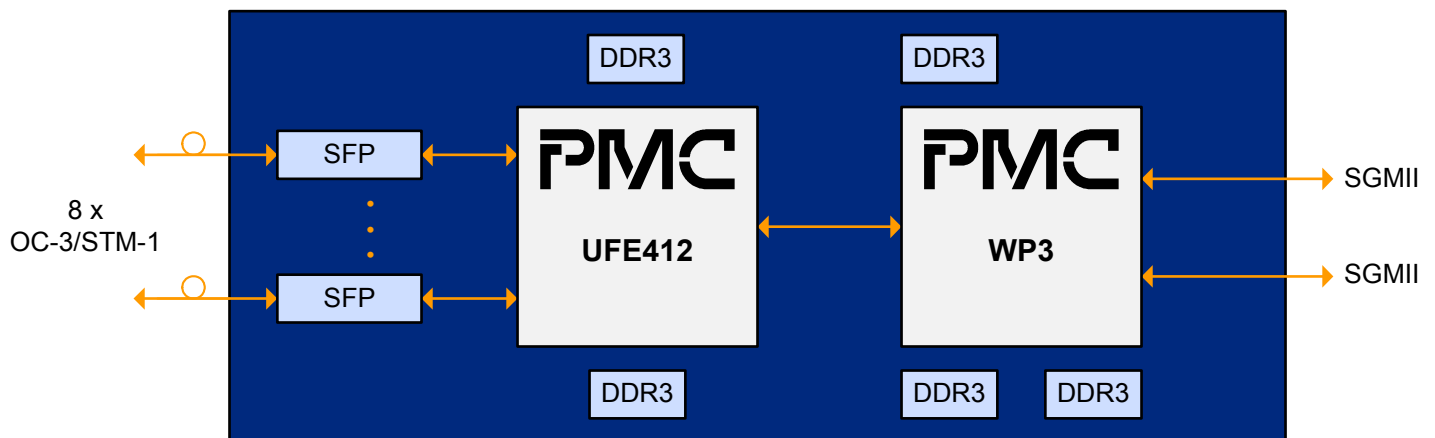 DDR3
DDR3
SFP
PMC
PMC
SGMII
8 x
OC-3/STM-1
UFE412
WP3
SFP
SGMII
DDR3
DDR3
DDR3